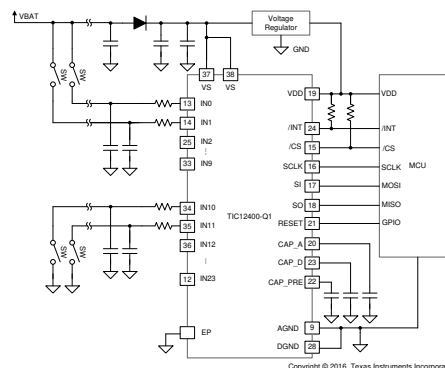 VBAT
Voltage
Regulator
GND
37
38
VS
VS
SW
SW
VDD
19
VDD
13
IN0
14
IN1
/INT
24
/INT
25
IN2
/CS
15
/CS
33
IN9
SCLK
16
SCLK
MCU
SI
17
MOSI
34
IN10
SO
18
MISO
TIC12400-Q1
35
IN11
RESET
21
GPIO
36
IN12
CAP_A
20
SW
SW
CAP_D
23
12
IN23
CAP_PRE
22
EP
AGND
9
DGND
28
Copyright © 2016, Texas Instruments Incorpora